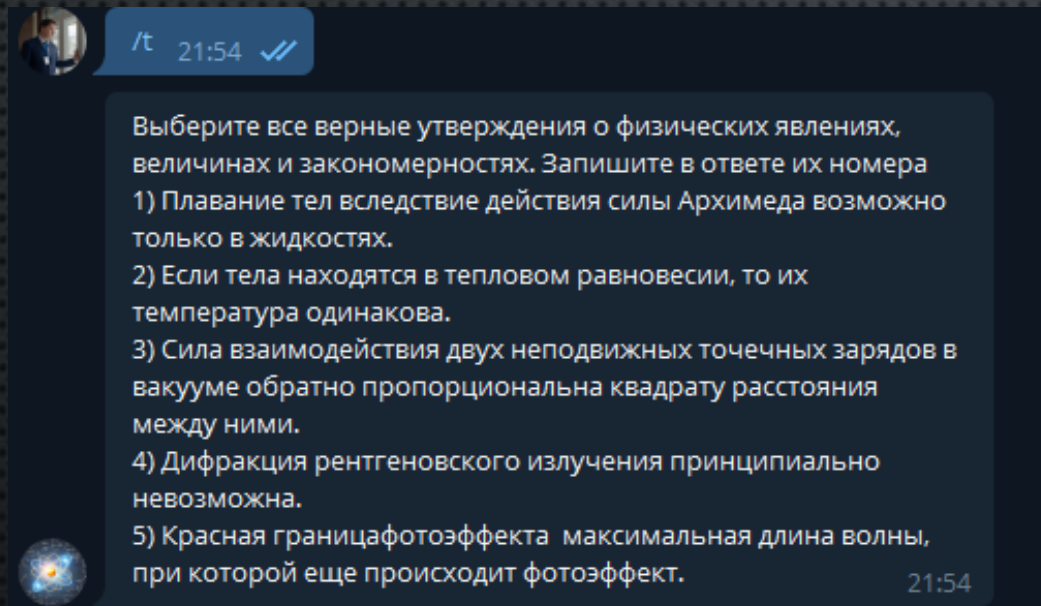 /t 21:54
Выберите все верные утверждения о физических явлениях,
величинах и закономерностях. Запишите в ответе их номера
1) Плавание тел вследствие действия силы Архимеда возможно
только в жидкостях.
2) Если тела находятся в тепловом равновесии, то их
температура одинакова.
3) Сила взаимодействия двух неподвижных точечных зарядов в
вакууме обратно пропорциональна квадрату расстояния
между ними.
4) Дифракция рентгеновского излучения принципиально
невозможна.
5) Красная границафотоэффекта  максимальная длина волны,
при которой еще происходит фотоэффект.
21:54